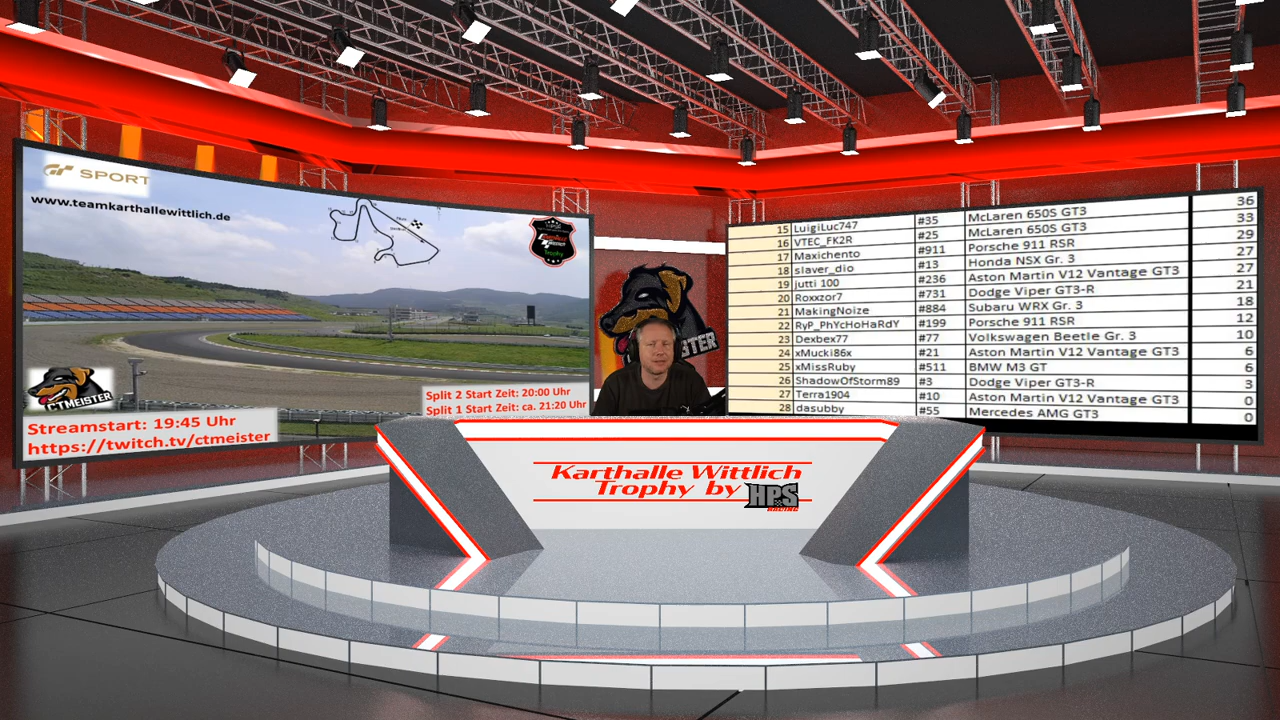 GT SPORT
www.teamkarthallewittlich.de
CTMEISTER
Streamstart: 19:45 Uhr
https://twitch.tv/ctmeister
Split 2 Start Zeit: 20:00 Uhr
Split 1 Start Zeit: ca. 21:20 Uhr
EISTER
15 LuigiLuc747 #35 McLaren 650S GT3 36
16 VTEC_FK2R #25 McLaren 650S GT3 33
17 Maxichento #911 Porsche 911 RSR 29
18 slaver_dio #13 Honda NSX Gr. 3 27
19 jutti 100 #236 Aston Martin V12 Vantage GT3 27
20 Roxxzor7 #731 Dodge Viper GT3-R 21
21 MakingNoize #884 Subaru WRX Gr. 3 18
22 RyP_PhYcHoHaRdY #199 Porsche 911 RSR 12
23 Dexbex77 #77 Volkswagen Beetle Gr. 3 10
24 xMucki86x #21 Aston Martin V12 Vantage GT3 6
25 xMissRuby #511 BMW M3 GT 6
26 ShadowOfStorm89 #3 Dodge Viper GT3-R 3
27 Terra1904 #10 Aston Martin V12 Vantage GT3 0
28 dasubby #55 Mercedes AMG GT3 0
Karthalle Wittlich
Trophy by HPS
RACING